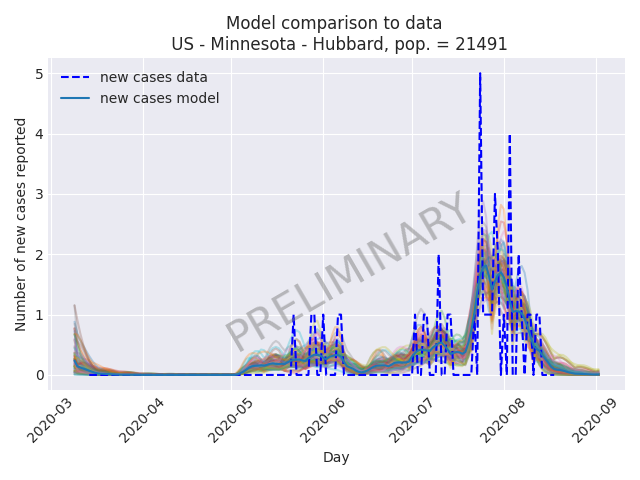 Model comparison to data
US - Minnesota - Hubbard, pop. = 21491
new cases data
new cases model
PRELIMINARY
Number of new cases reported
5
4
3
2
1
0
2020-03
2020-04
2020-05
2020-06
2020-07
2020-08
2020-09
Day